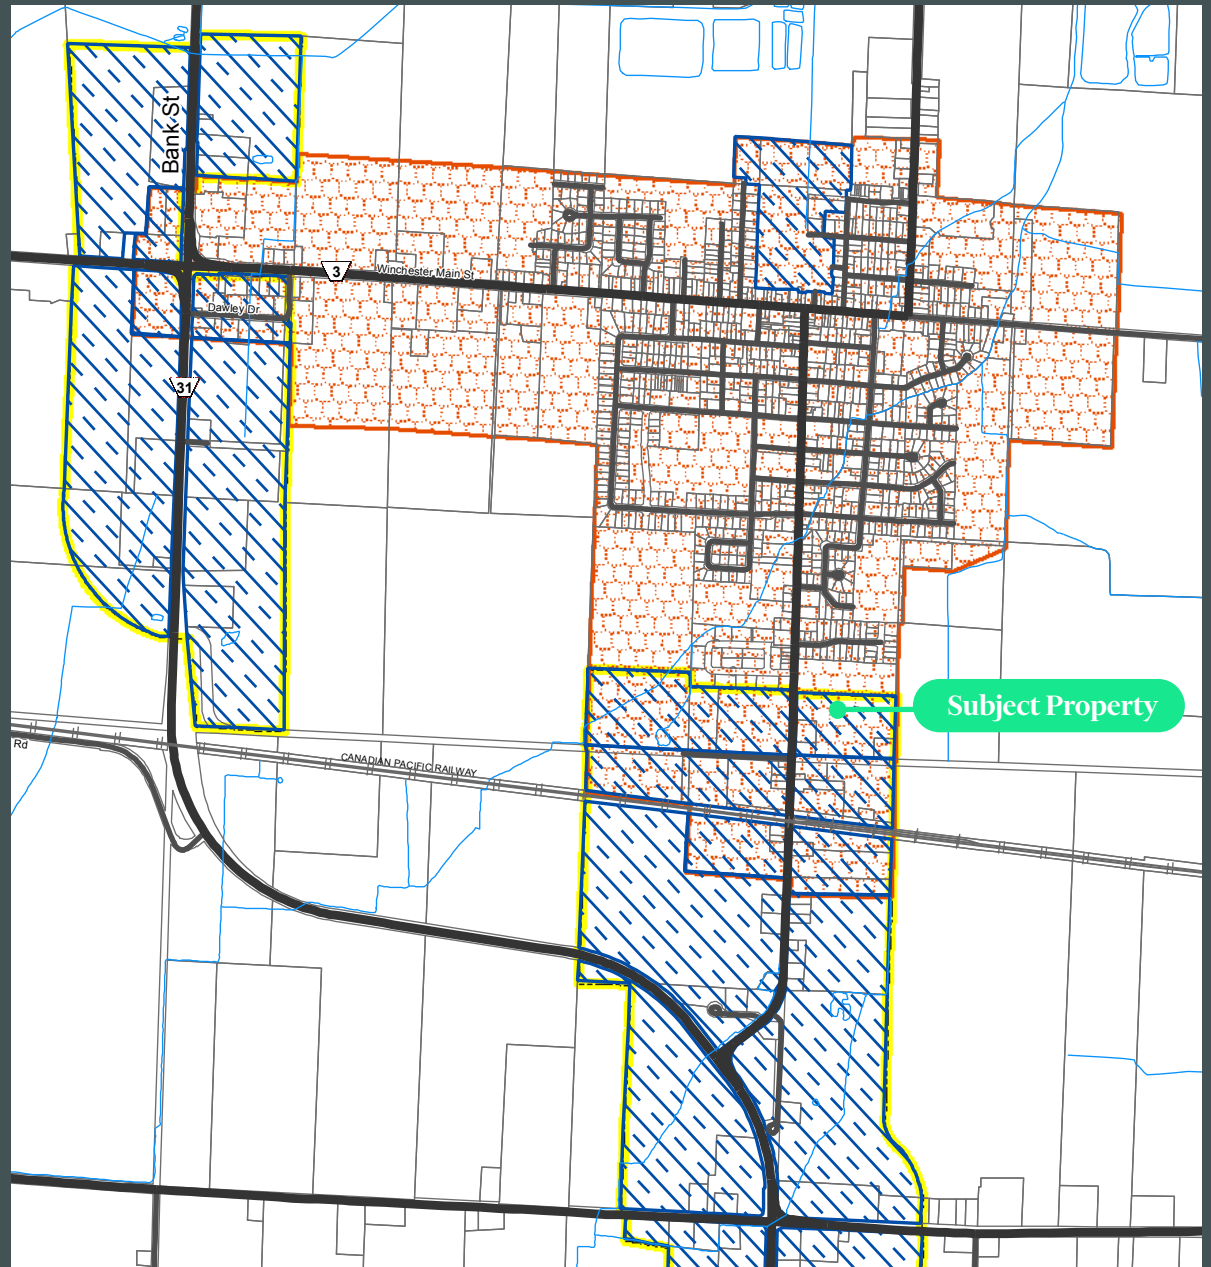 Bank St
3
Winchester Main St
Dawley Dr
31
Subject Property
Rd
CANADIAN PACIFIC RAILWAY